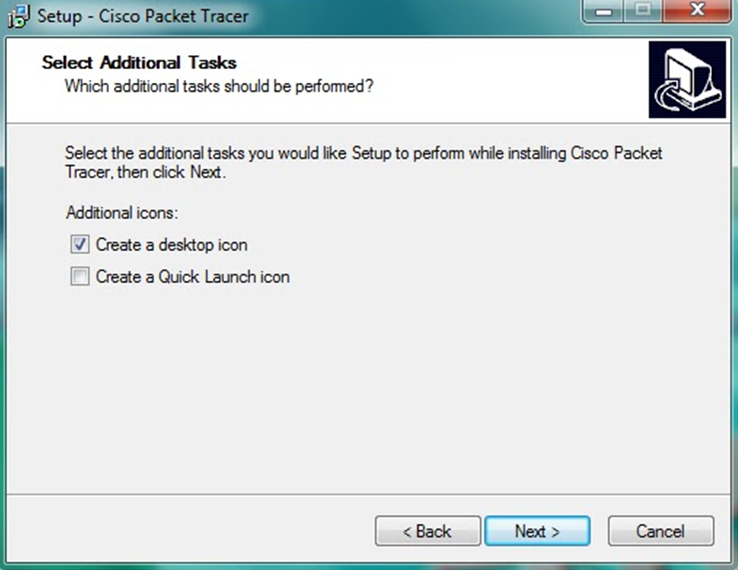 Setup - Cisco Packet Tracer
Select Additional Tasks
Which additional tasks should be performed?
Select the additional tasks you would like Setup to perform while installing Cisco Packet
Tracer, then click Next.
Additional icons:
Create a desktop icon
Create a Quick Launch icon
< Back
Next >
Cancel